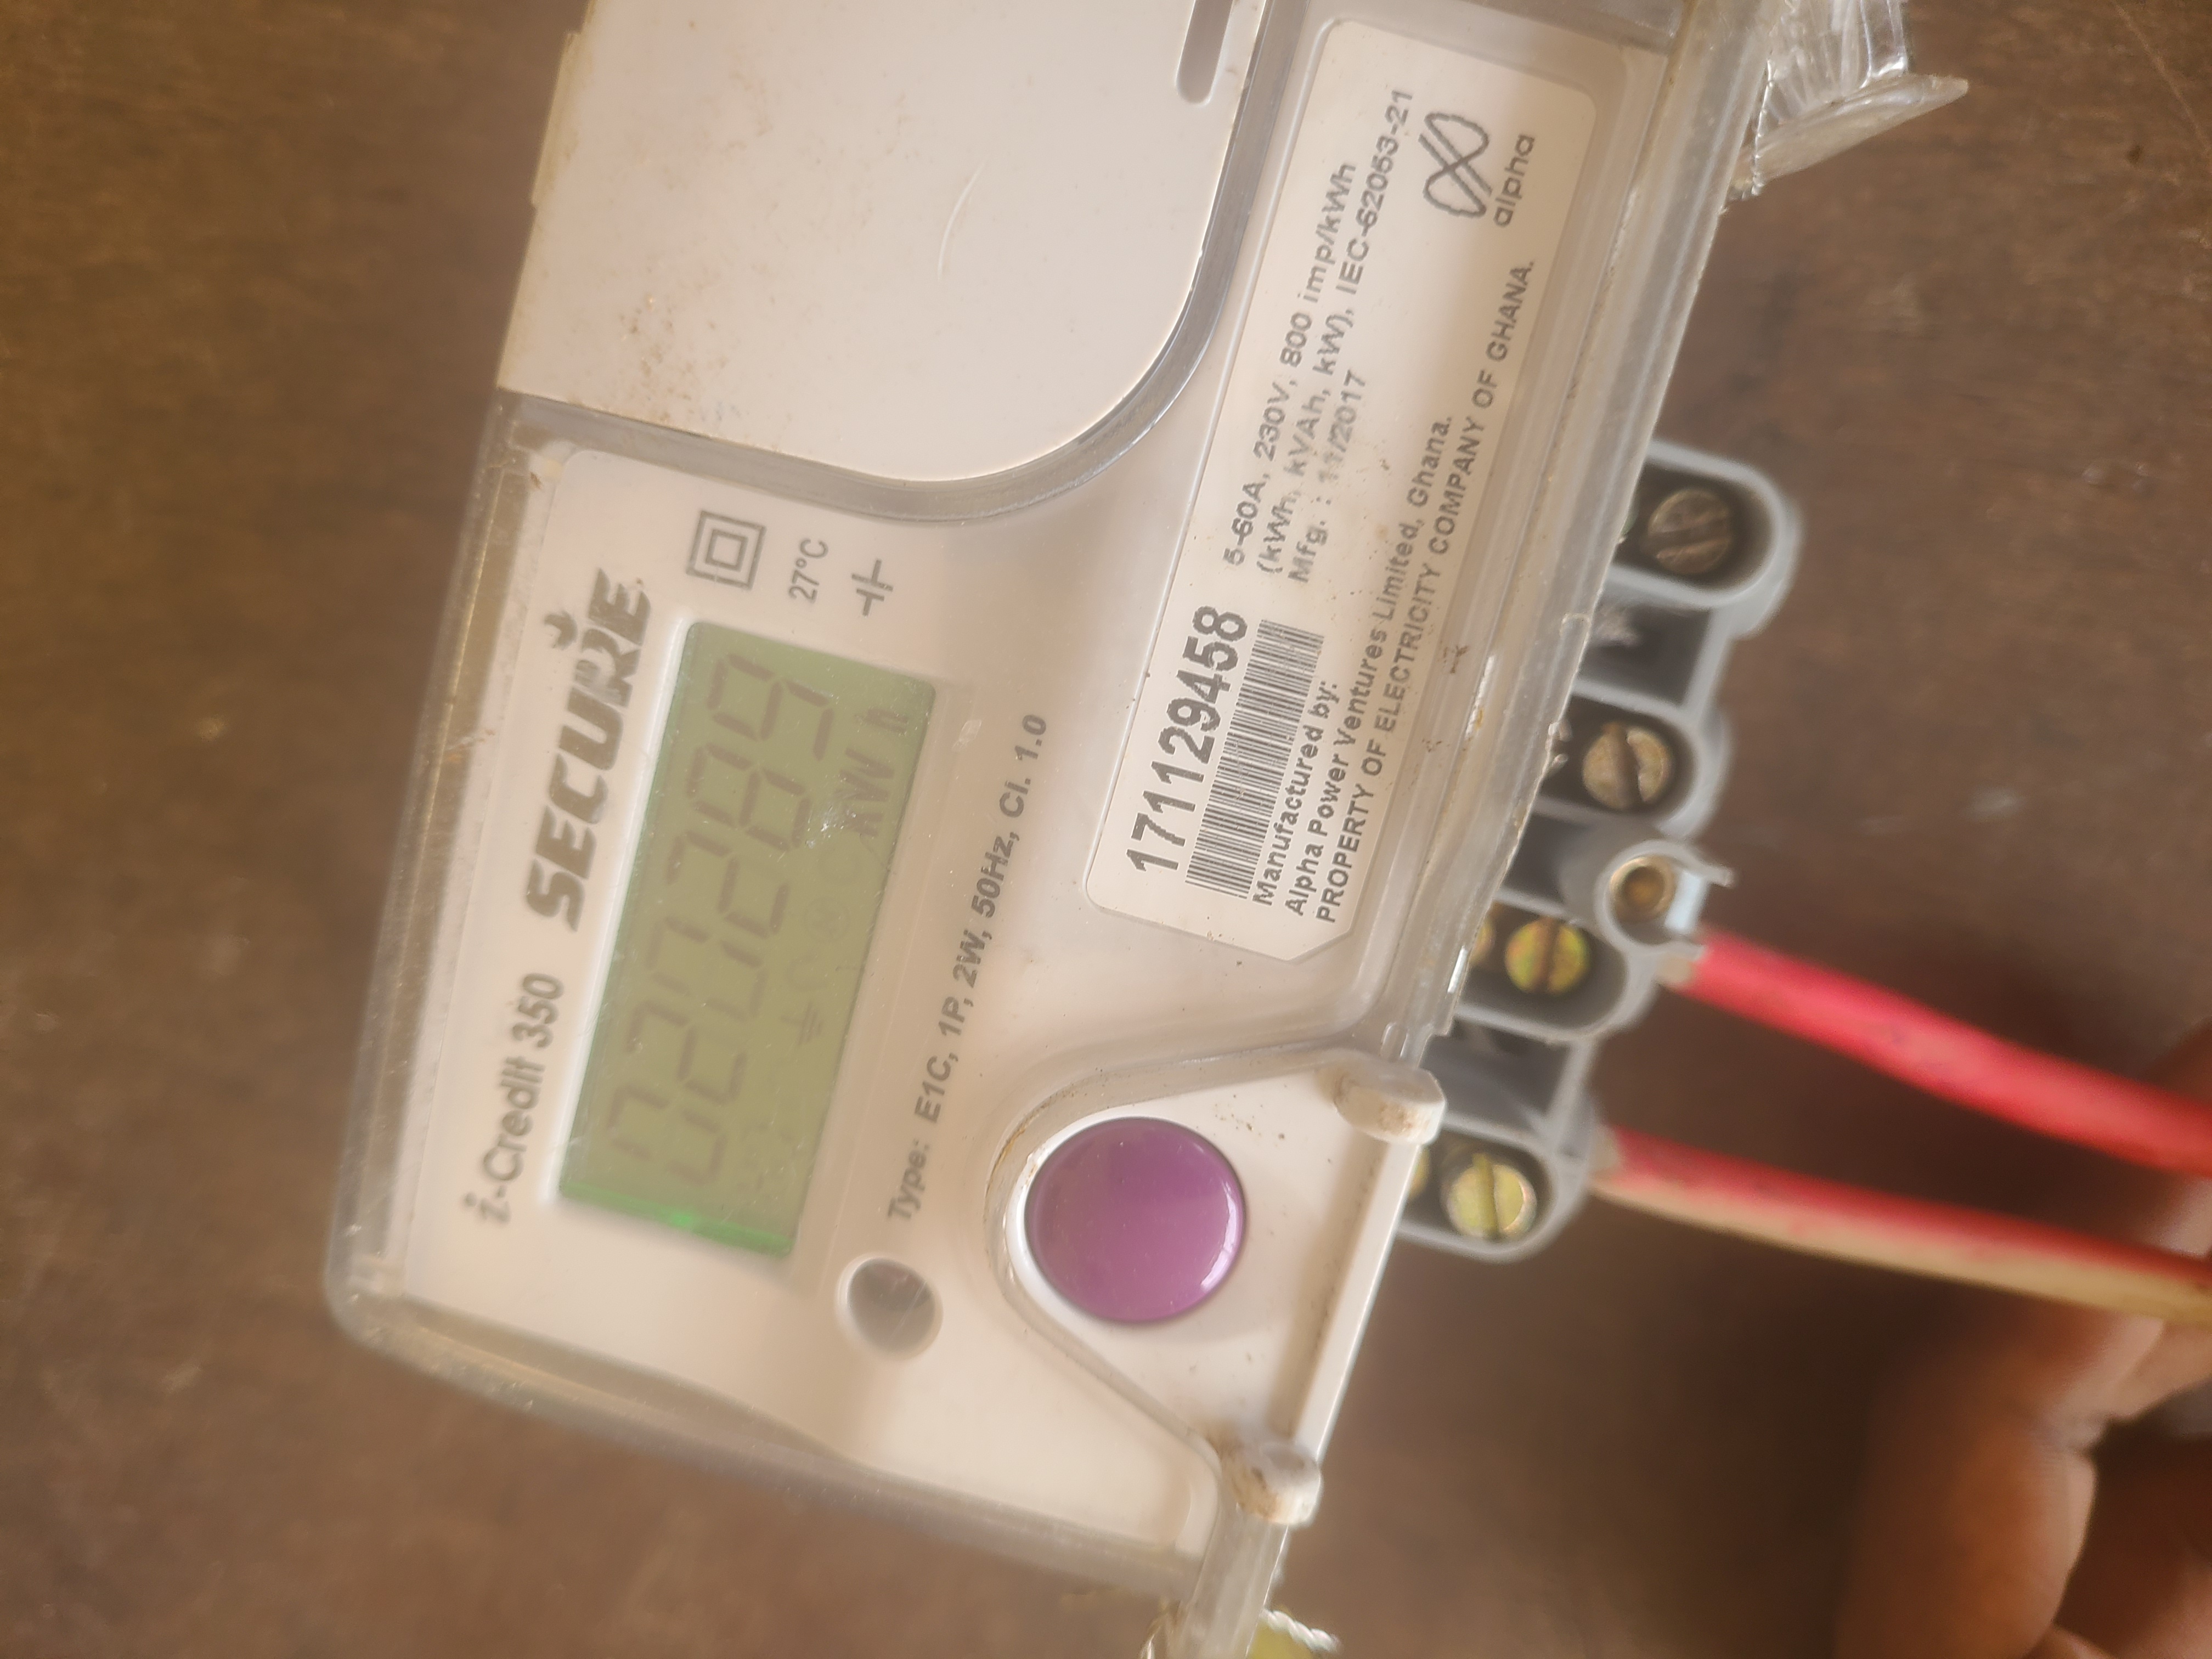 i-Credit 350 SECURE
020289
kWh
27°C
Type: E1C, 1P, 2W, 50Hz, Cl. 1.0
171129458
5-60A, 230V, 800 imp/kWh
(kWh, kVAh, kW), IEC-62053-21
Mfg. : 11/2017
Manufactured by:
Alpha Power Ventures Limited, Ghana.
PROPERTY OF ELECTRICITY COMPANY OF GHANA.
alpha